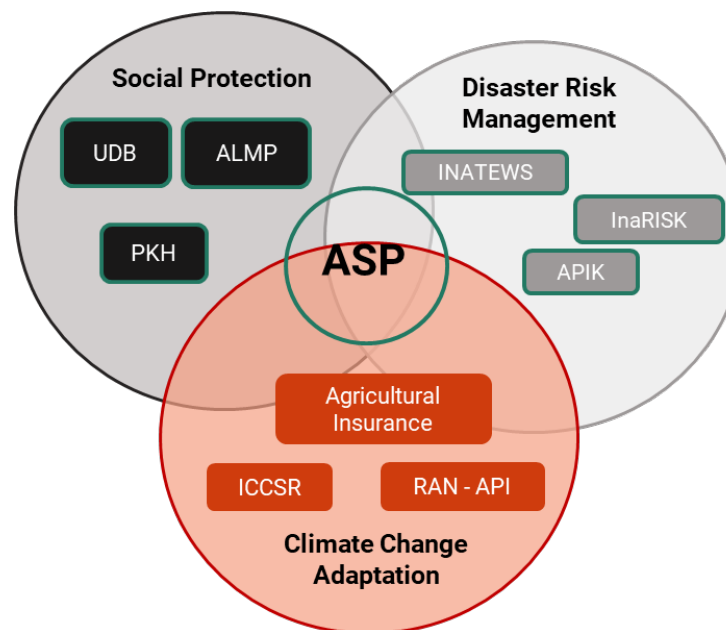 Social Protection
UDB
ALMP
PKH
Disaster Risk
Management
INATEWS
InaRISK
APIK
ASP
Agricultural
Insurance
ICCSR
RAN - API
Climate Change
Adaptation